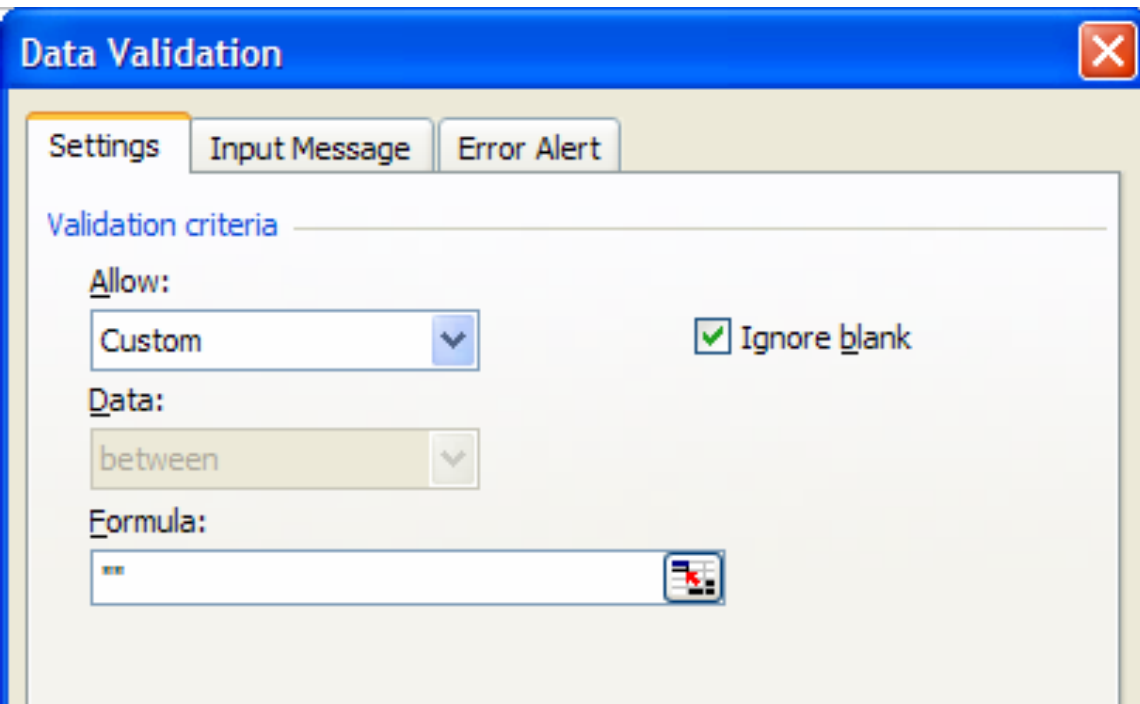 Data Validation
Settings Input Message Error Alert
Validation criteria
Allow:
Custom Ignore blank
Data:
between
Formula:
""